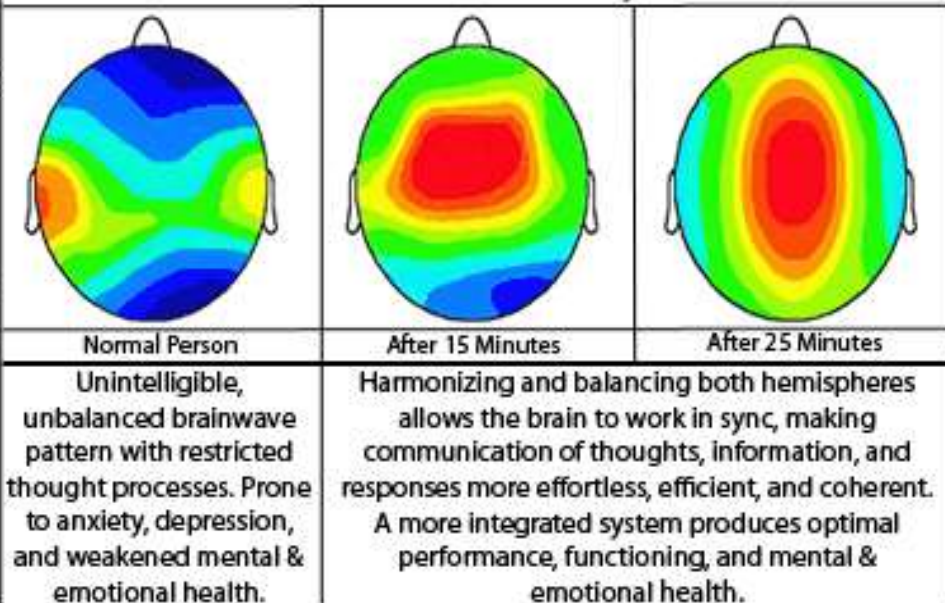 Normal Person
After 15 Minutes
After 25 Minutes
Unintelligible,
unbalanced brainwave
pattern with restricted
thought processes. Prone
to anxiety, depression,
and weakened mental &
emotional health.
Harmonizing and balancing both hemispheres
allows the brain to work in sync, making
communication of thoughts, information, and
responses more effortless, efficient, and coherent.
A more integrated system produces optimal
performance, functioning, and mental &
emotional health.